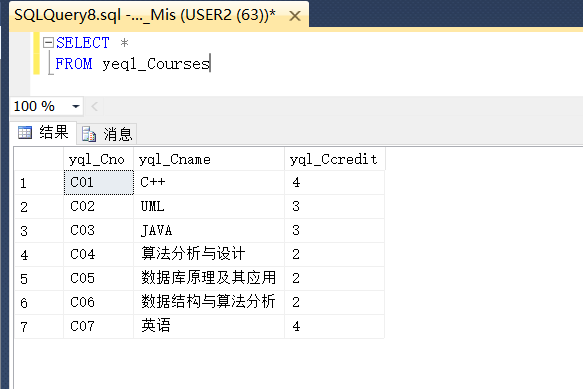 SQLQuery8.sql -..._Mis (USER2 (63))*
SELECT *
FROM yeql_Courses
100 %
结果 消息
yql_Cno yql_Cname yql_Ccredit
1 C01 C++ 4
2 C02 UML 3
3 C03 JAVA 3
4 C04 算法分析与设计 2
5 C05 数据库原理及其应用 2
6 C06 数据结构与算法分析 2
7 C07 英语 4